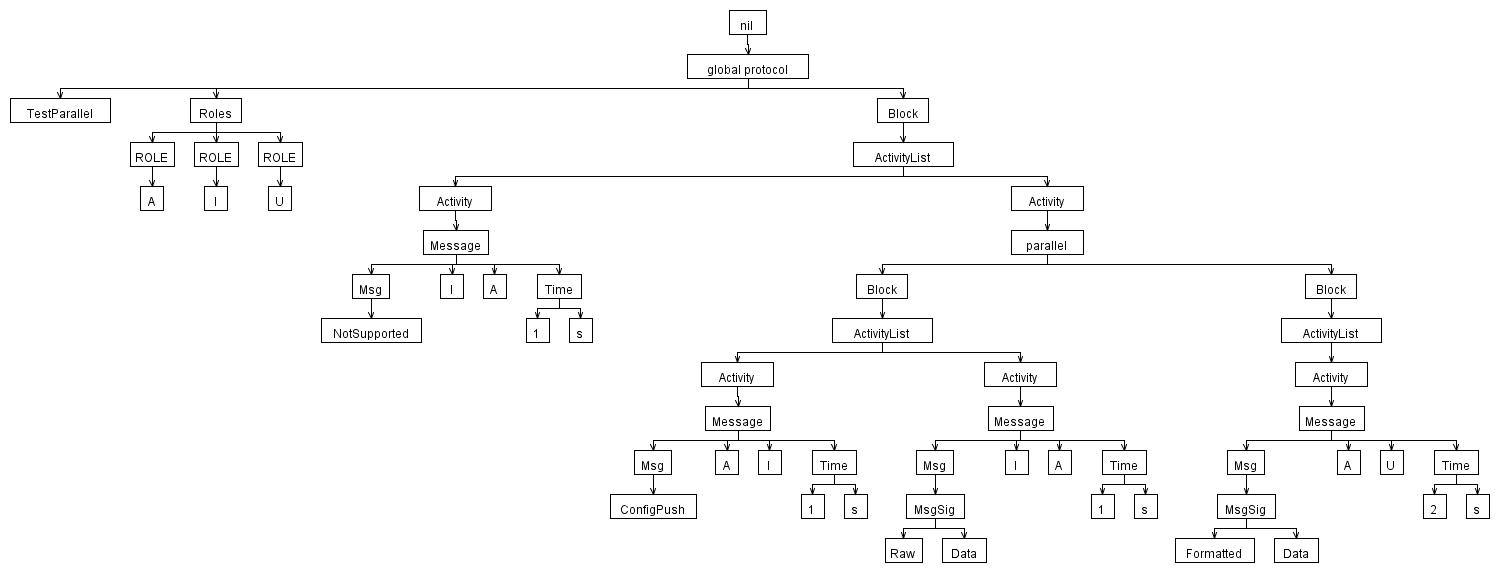 nil
global protocol
TestParallel Roles Block
ROLE ROLE ROLE ActivityList
A I U Activity Activity
Message parallel
Msg I A Time Block Block
NotSupported 1 s ActivityList ActivityList
Activity Activity Activity
Message Message Message
Msg A I Time Msg I A Time Msg A U Time
ConfigPush 1 s MsgSig 1 s MsgSig 2 s
Raw Data Formatted Data